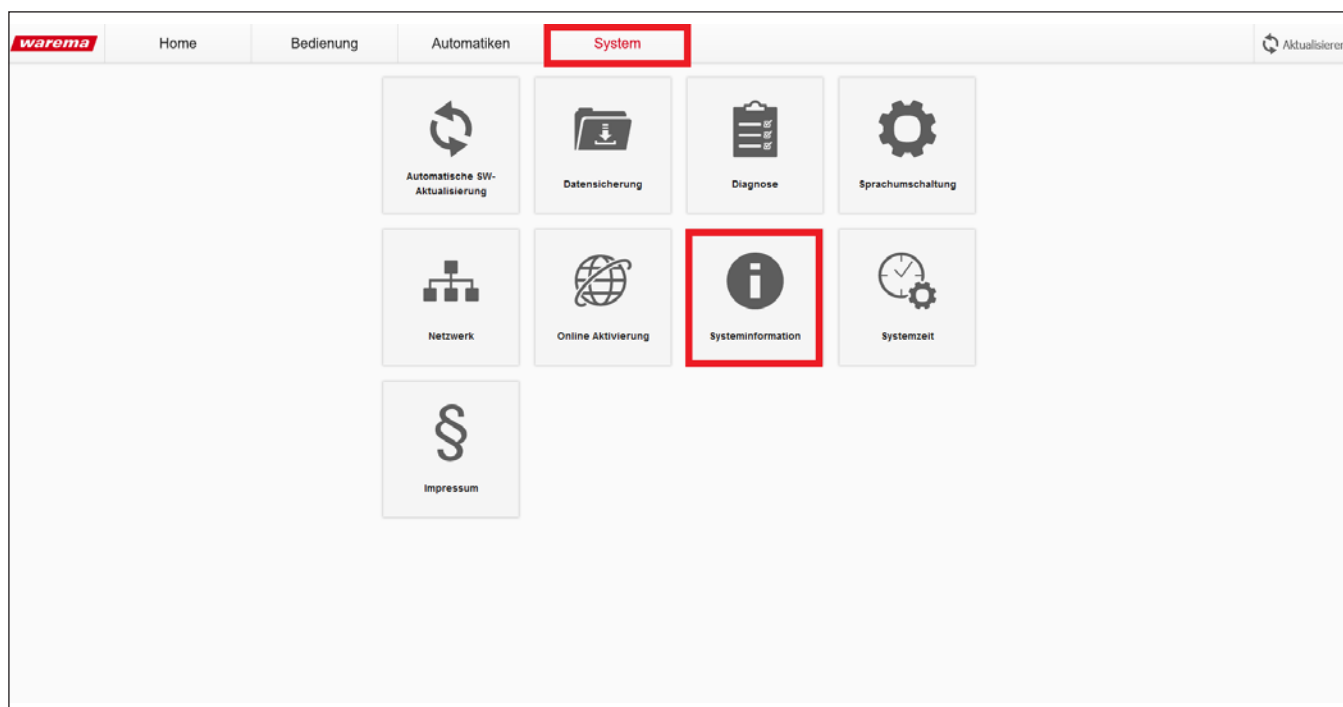 warema
Home
Bedienung
Automatiken
System
Aktualisieren
Automatische SW-
Aktualisierung
Datensicherung
Diagnose
Sprachumschaltung
Netzwerk
Online Aktivierung
Systeminformation
Systemzeit
§
Impressum